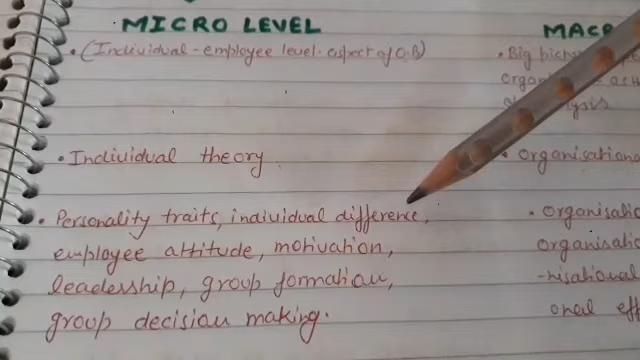 MICRO LEVEL
MACR
• (Individual-employee level aspect of O.B)
• Big
organ
• Individual theory
• organisationa
• Personality traits, individual difference,
employee attitude, motivation,
leadership, group formation,
group decision making.
• organisatio
organisatio
-nisational
onal eff